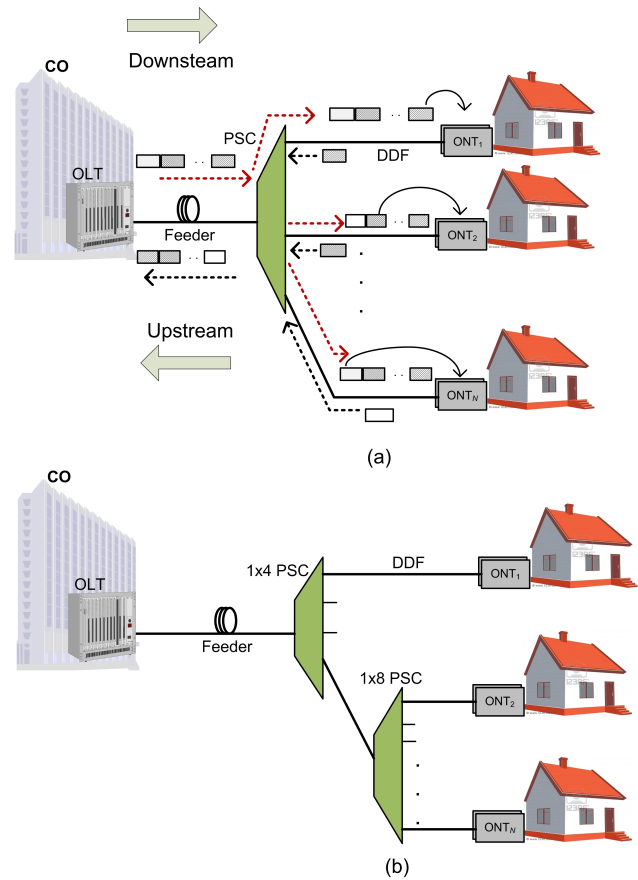 Downsteam
CO
PSC
OLT
ONT1
DDF
Feeder
ONT2
Upstream
ONTN
(a)
CO
OLT
1x4 PSC
DDF
ONT1
Feeder
1x8 PSC
ONT2
ONTN
(b)